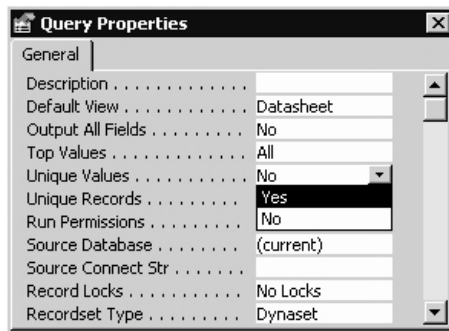 Query Properties
General
Description . . . . . . . . . . . . .
Default View . . . . . . . . . . . . Datasheet
Output All Fields . . . . . . . . . No
Top Values . . . . . . . . . . . . . All
Unique Values . . . . . . . . . . . No
Unique Records . . . . . . . . . Yes
Run Permissions . . . . . . . . No
Source Database . . . . . . . . (current)
Source Connect Str . . . . . . .
Record Locks . . . . . . . . . . . No Locks
Recordset Type . . . . . . . . . Dynaset